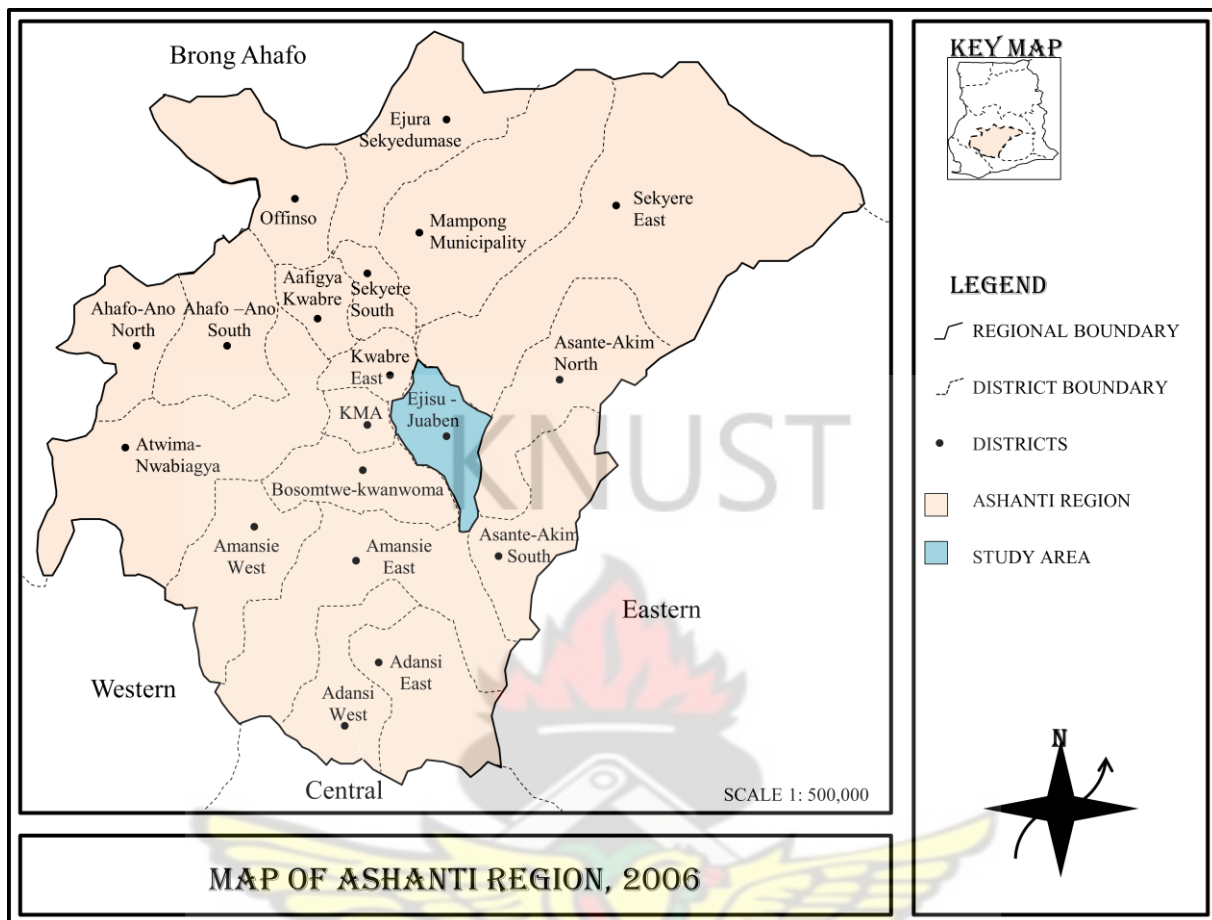 Brong Ahafo
Ejura
Sekyedumase
Sekyere
East
Offinso
Mampong
Municipality
Aafigya
Kwabre
Sekyere
South
Ahafo-Ano
North
Ahafo –Ano
South
Asante-Akim
North
Kwabre
East
Ejisu -
Juaben
KMA
Atwima-
Nwabiagya
Bosomtwe-kwanwoma
Amansie
West
Amansie
East
Asante-Akim
South
Eastern
Western
Adansi
East
Adansi
West
Central
SCALE 1: 500,000
KNUST
MAP OF ASHANTI REGION, 2006
KEY MAP
LEGEND
REGIONAL BOUNDARY
DISTRICT BOUNDARY
DISTRICTS
ASHANTI REGION
STUDY AREA
N